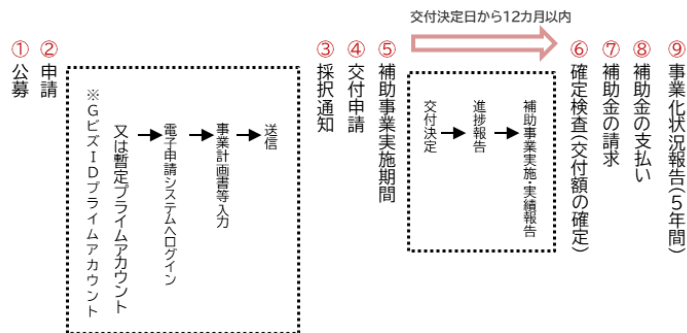 交付決定日から12カ月以内
①公募
②申請
※GビズIDプライムアカウント
又は暫定プライムアカウント
電子申請システムへログイン
事業計画書等入力
送信
③採択通知
④交付申請
⑤補助事業実施期間
交付決定
進捗報告
補助事業実施・実績報告
⑥確定検査(交付額の確定)
⑦補助金の請求
⑧補助金の支払い
⑨事業化状況報告(5年間)